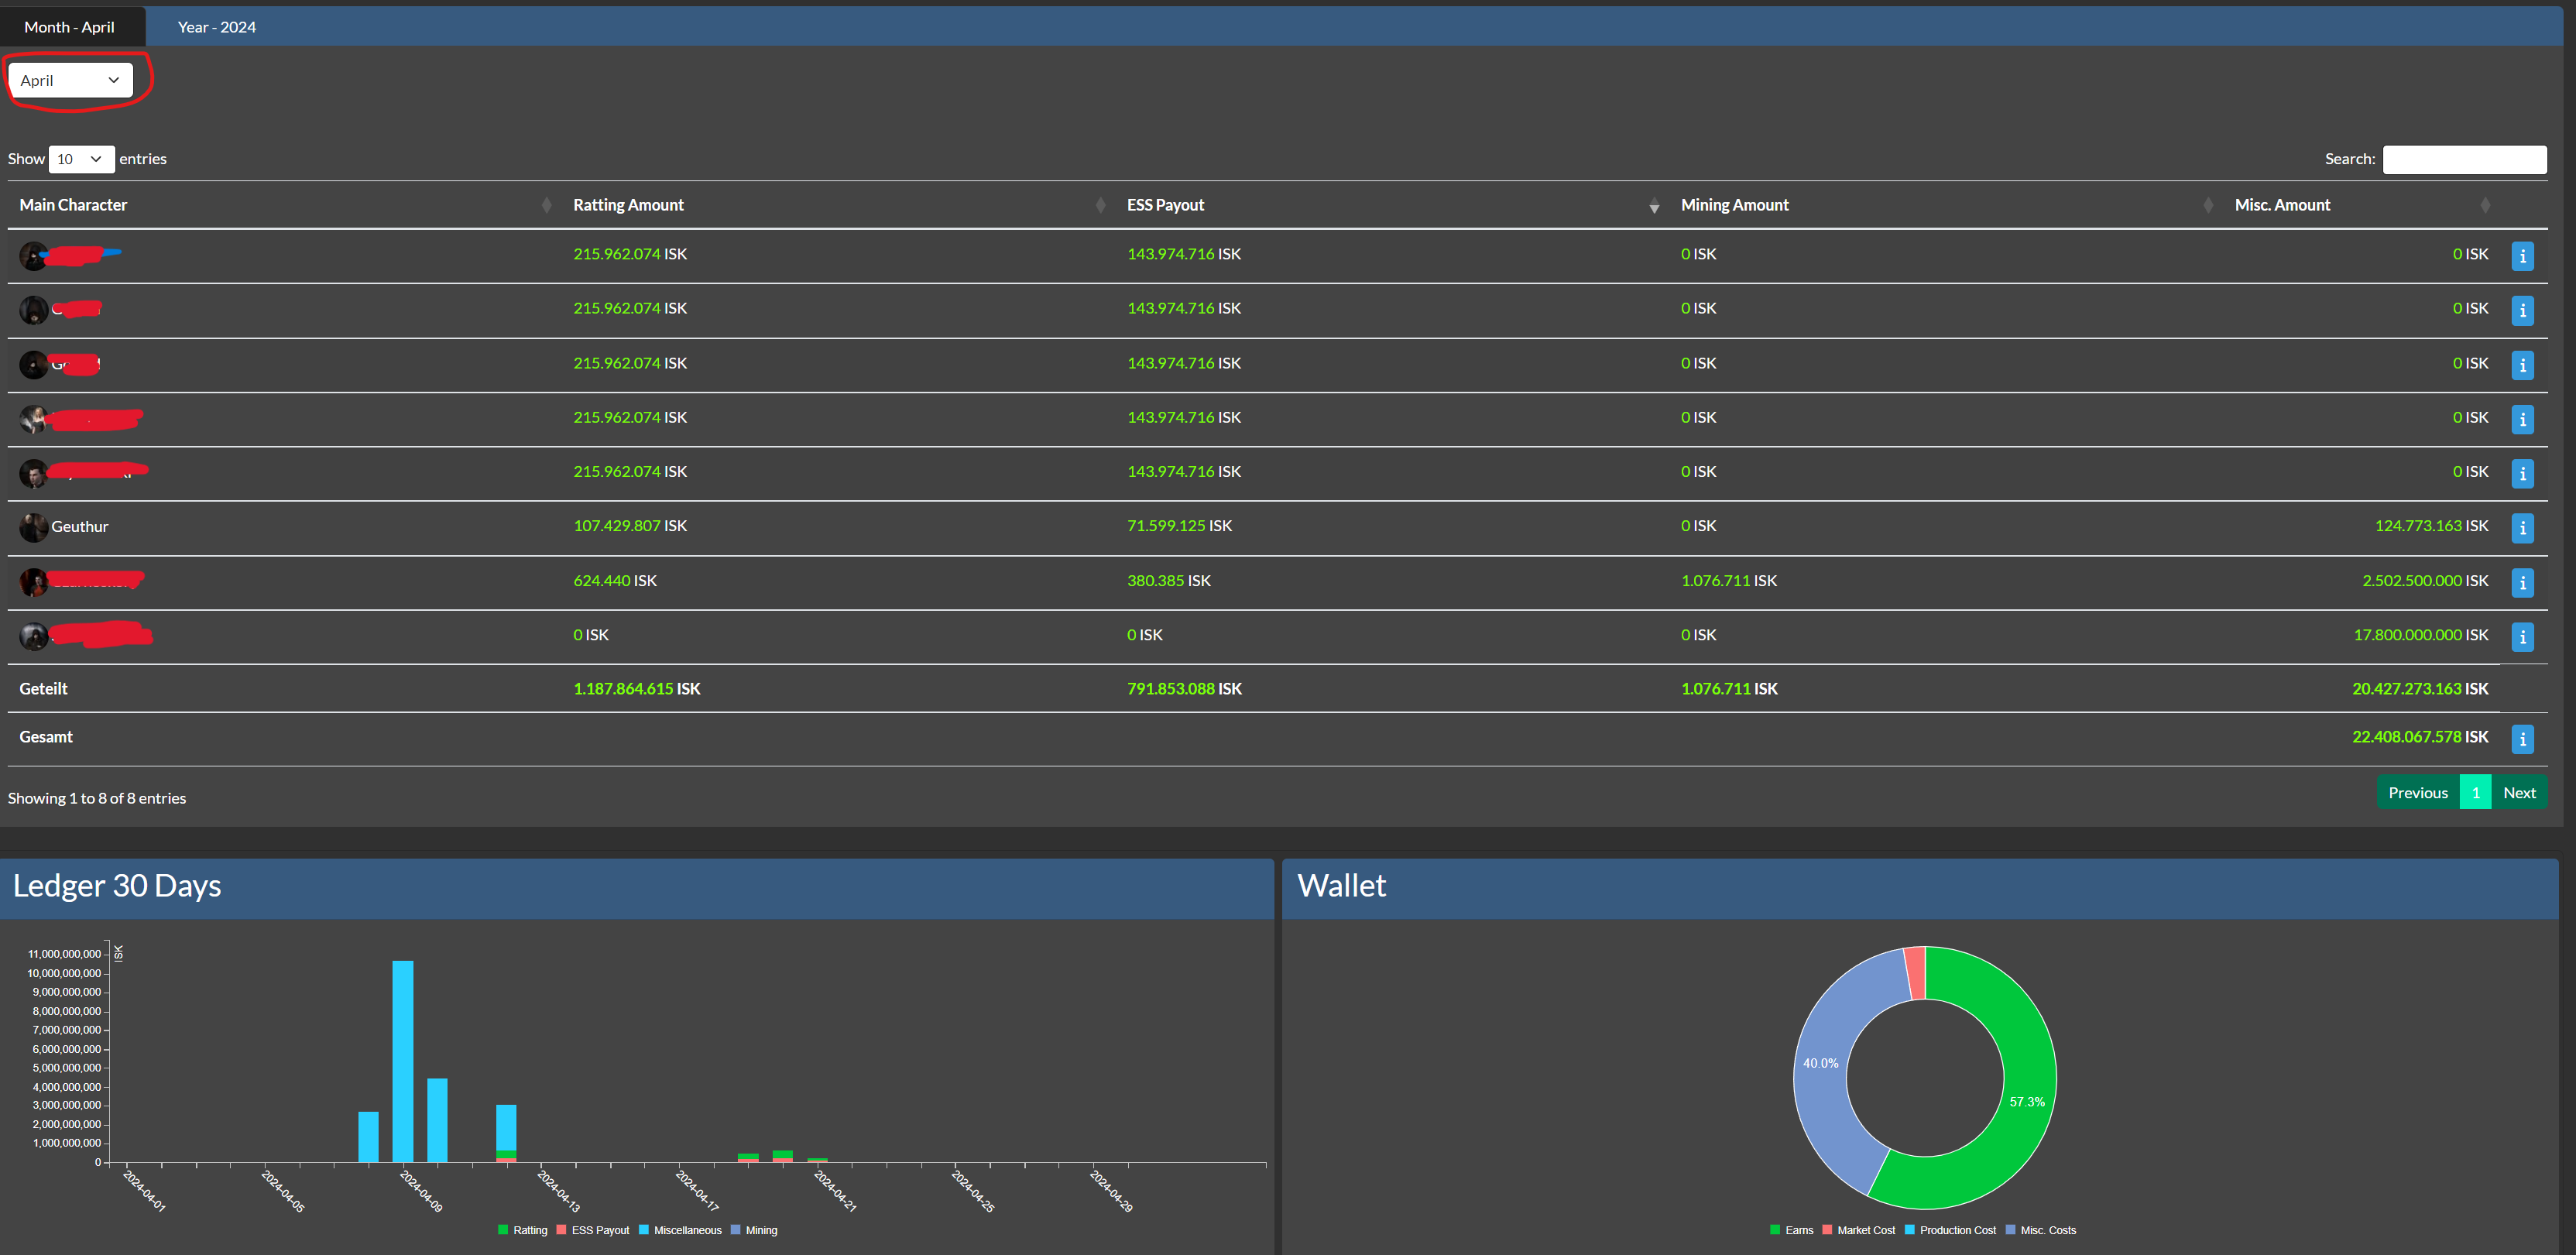 Month - April Year - 2024
April
Show 10 entries Search:
Main Character Ratting Amount ESS Payout Mining Amount Misc. Amount
215.962.074 ISK 143.974.716 ISK 0 ISK 0 ISK
215.962.074 ISK 143.974.716 ISK 0 ISK 0 ISK
215.962.074 ISK 143.974.716 ISK 0 ISK 0 ISK
215.962.074 ISK 143.974.716 ISK 0 ISK 0 ISK
215.962.074 ISK 143.974.716 ISK 0 ISK 0 ISK
Geuthur 107.429.807 ISK 71.599.125 ISK 0 ISK 124.773.163 ISK
624.440 ISK 380.385 ISK 1.076.711 ISK 2.502.500.000 ISK
0 ISK 0 ISK 0 ISK 17.800.000.000 ISK
Geteilt 1.187.864.615 ISK 791.853.088 ISK 1.076.711 ISK 20.427.273.163 ISK
Gesamt 22.408.067.578 ISK
Showing 1 to 8 of 8 entries Previous 1 Next
Ledger 30 Days
ISK
11,000,000,000
10,000,000,000
9,000,000,000
8,000,000,000
7,000,000,000
6,000,000,000
5,000,000,000
4,000,000,000
3,000,000,000
2,000,000,000
1,000,000,000
0
2024-04-01 2024-04-05 2024-04-09 2024-04-13 2024-04-17 2024-04-21 2024-04-25 2024-04-29
Ratting ESS Payout Miscellaneous Mining
Wallet
40.0%
57.3%
Earns Market Cost Production Cost Misc. Costs